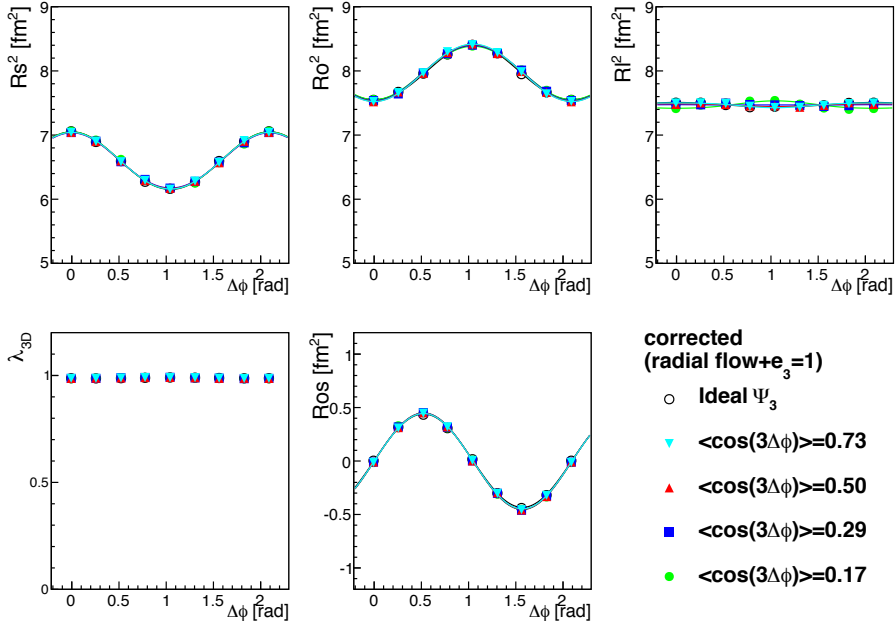 Rs² [fm²]
9
8
7
6
5
0
0.5
1
1.5
2
Δφ [rad]
Ro² [fm²]
9
8
7
6
5
0
0.5
1
1.5
2
Δφ [rad]
Rl² [fm²]
9
8
7
6
5
0
0.5
1
1.5
2
Δφ [rad]
λ3D
1
0.5
0
0
0.5
1
1.5
2
Δφ [rad]
Ros [fm²]
1
0.5
0
-0.5
-1
0
0.5
1
1.5
2
Δφ [rad]
corrected
(radial flow+e₃=1)
Ideal Ψ₃
<cos(3Δφ)>=0.73
<cos(3Δφ)>=0.50
<cos(3Δφ)>=0.29
<cos(3Δφ)>=0.17